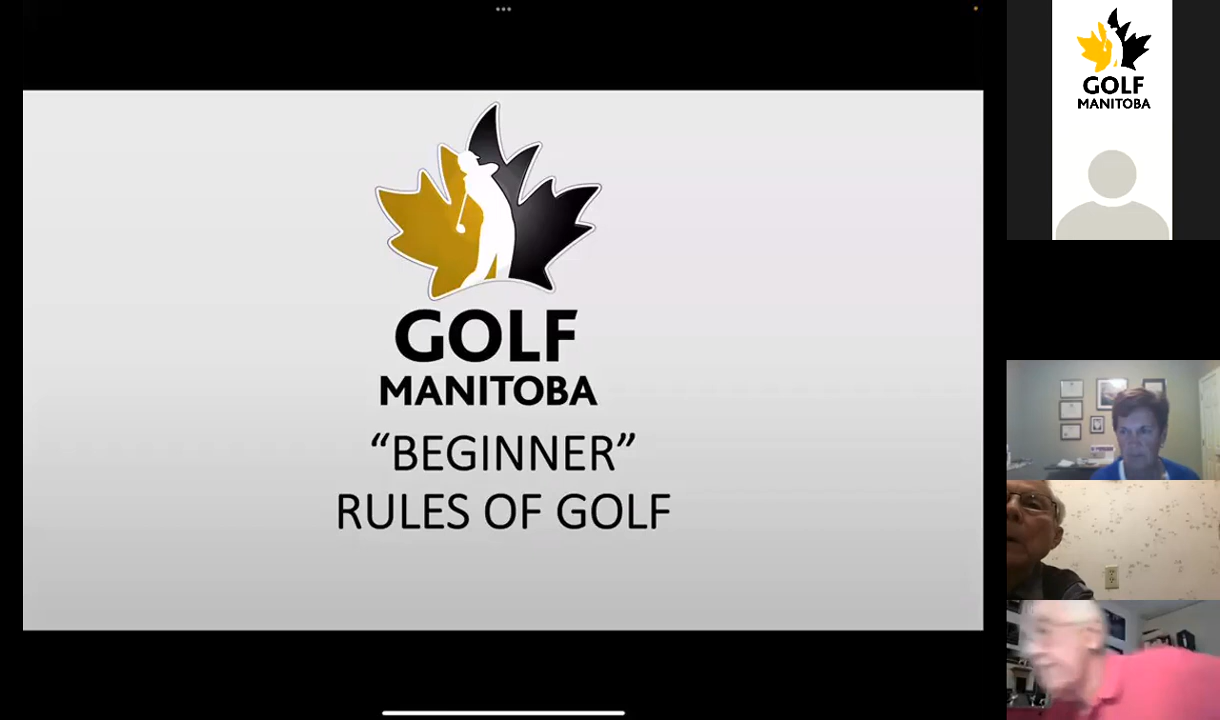 GOLF
MANITOBA
“BEGINNER”
RULES OF GOLF
GOLF
MANITOBA